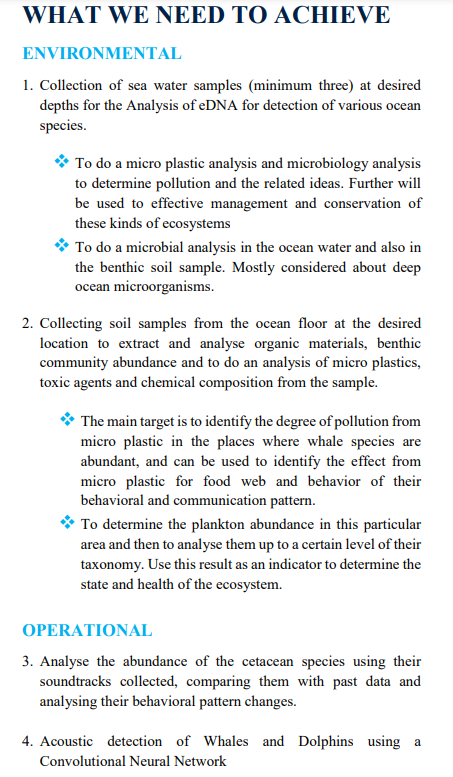 WHAT WE NEED TO ACHIEVE
ENVIRONMENTAL
1. Collection of sea water samples (minimum three) at desired
depths for the Analysis of eDNA for detection of various ocean
species.
❖ To do a micro plastic analysis and microbiology analysis
to determine pollution and the related ideas. Further will
be used to effective management and conservation of
these kinds of ecosystems
❖ To do a microbial analysis in the ocean water and also in
the benthic soil sample. Mostly considered about deep
ocean microorganisms.
2. Collecting soil samples from the ocean floor at the desired
location to extract and analyse organic materials, benthic
community abundance and to do an analysis of micro plastics,
toxic agents and chemical composition from the sample.
❖ The main target is to identify the degree of pollution from
micro plastic in the places where whale species are
abundant, and can be used to identify the effect from
micro plastic for food web and behavior of their
behavioral and communication pattern.
❖ To determine the plankton abundance in this particular
area and then to analyse them up to a certain level of their
taxonomy. Use this result as an indicator to determine the
state and health of the ecosystem.
OPERATIONAL
3. Analyse the abundance of the cetacean species using their
soundtracks collected, comparing them with past data and
analysing their behavioral pattern changes.
4. Acoustic detection of Whales and Dolphins using a
Convolutional Neural Network